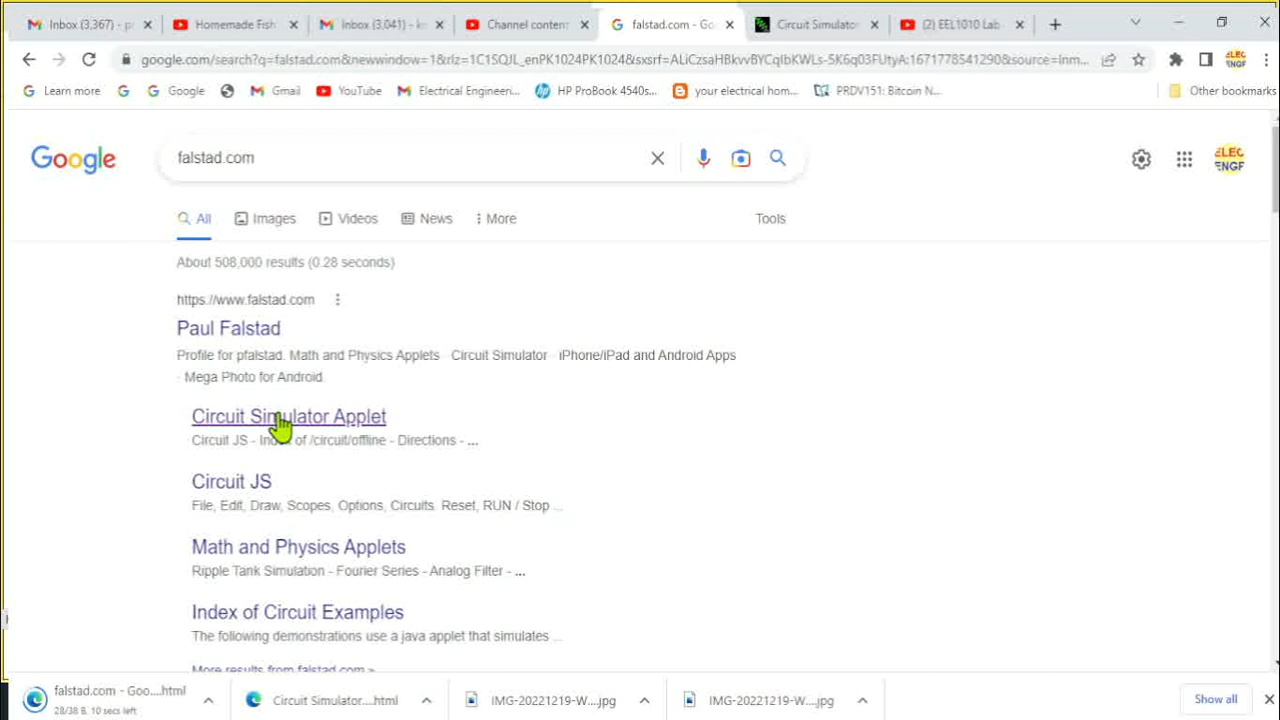 Inbox (3,367) - p
Homemade Fish
Inbox (3,041) - k
Channel content
falstad.com - Go
Circuit Simulator
(2) EEL1010 Lab
google.com/search?q=falstad.com&newwindow=1&rlz=1C1SQJL_enPK1024PK1024&sxsrf=ALiCzsaHBkvvBYCqIbKWLs-5K6q03FUtyA:1671778541290&source=lnm...
ELEC
ENGF
Learn more
G
Google
Gmail
YouTube
Electrical Engineeri...
HP ProBook 4540s...
your electrical hom...
PRDV151: Bitcoin N...
Other bookmarks
Google
falstad.com
ELEC
ENGF
All
Images
Videos
News
More
Tools
About 508,000 results (0.28 seconds)
https://www.falstad.com
Paul Falstad
Profile for pfalstad. Math and Physics Applets · Circuit Simulator · iPhone/iPad and Android Apps
· Mega Photo for Android
Circuit Simulator Applet
Circuit JS - Index of /circuit/offline - Directions - ...
Circuit JS
File, Edit, Draw, Scopes, Options, Circuits. Reset, RUN / Stop ...
Math and Physics Applets
Ripple Tank Simulation - Fourier Series - Analog Filter - ...
Index of Circuit Examples
The following demonstrations use a java applet that simulates ...
More results from falstad.com »
falstad.com - Goo....html
28/38 B, 10 secs left
Circuit Simulator....html
IMG-20221219-W....jpg
IMG-20221219-W....jpg
Show all